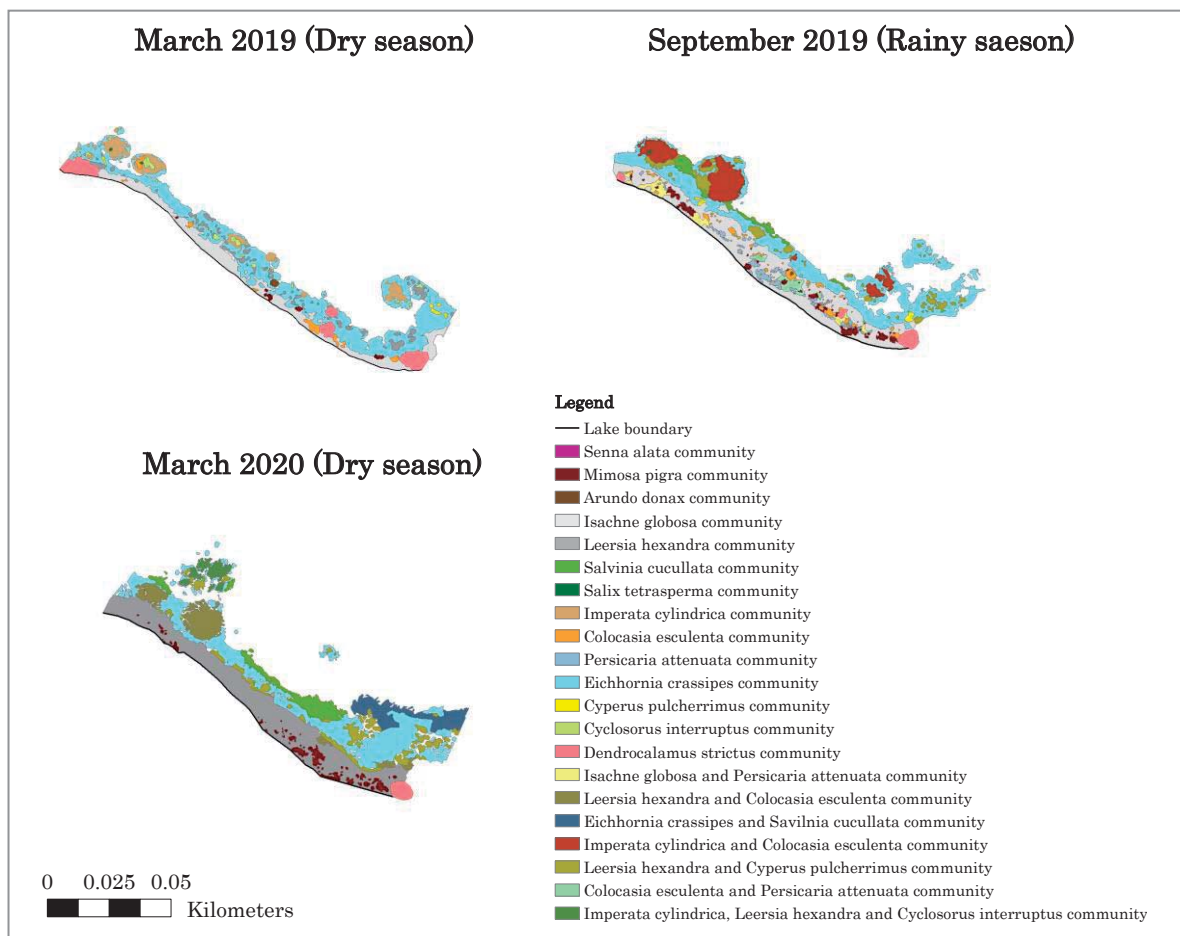 March 2019 (Dry season)
September 2019 (Rainy saeson)
March 2020 (Dry season)
Legend
Lake boundary
Senna alata community
Mimosa pigra community
Arundo donax community
Isachne globosa community
Leersia hexandra community
Salvinia cucullata community
Salix tetrasperma community
Imperata cylindrica community
Colocasia esculenta community
Persicaria attenuata community
Eichhornia crassipes community
Cyperus pulcherrimus community
Cyclosorus interruptus community
Dendrocalamus strictus community
Isachne globosa and Persicaria attenuata community
Leersia hexandra and Colocasia esculenta community
Eichhornia crassipes and Savilnia cucullata community
Imperata cylindrica and Colocasia esculenta community
Leersia hexandra and Cyperus pulcherrimus community
Colocasia esculenta and Persicaria attenuata community
Imperata cylindrica, Leersia hexandra and Cyclosorus interruptus community
0 0.025 0.05
Kilometers